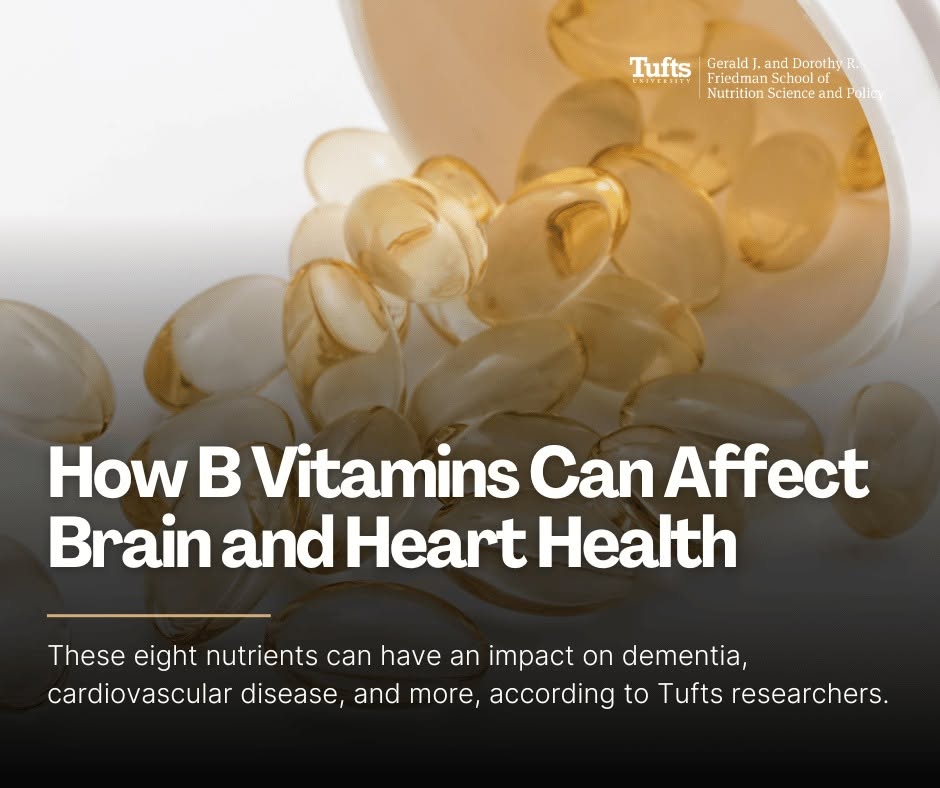 Tufts
UNIVERSITY
Gerald J. and Dorothy R.
Friedman School of
Nutrition Science and Policy
How B Vitamins Can Affect
Brain and Heart Health
These eight nutrients can have an impact on dementia,
cardiovascular disease, and more, according to Tufts researchers.